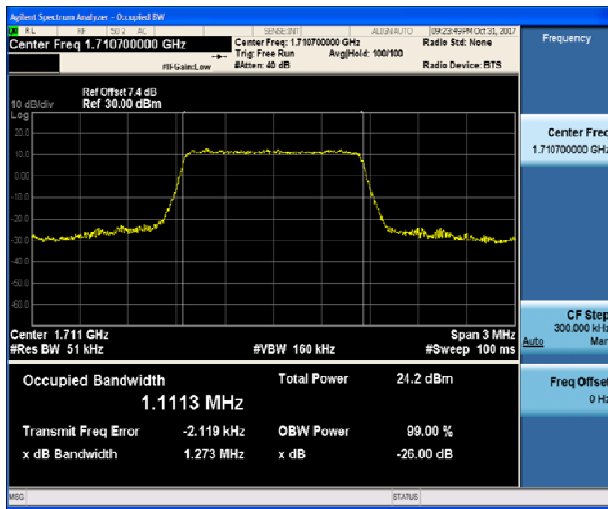 Agilent Spectrum Analyzer - Occupied BW
RL RF 50 Ω AC SENSE:INT ALIGNAUTO 09:23:49PM Oct 31, 2007
Center Freq 1.710700000 GHz
Center Freq: 1.710700000 GHz
Trig: Free Run Avg|Hold: 100/100
#IFGain:Low #Atten: 40 dB
Radio Std: None
Radio Device: BTS
Frequency
Ref Offset 7.4 dB
10 dB/div Ref 30.00 dBm
Log
20.0
10.0
0.00
-10.0
-20.0
-30.0
-40.0
-50.0
-60.0
Center Freq
1.710700000 GHz
Center 1.711 GHz Span 3 MHz
#Res BW 51 kHz #VBW 160 kHz #Sweep 100 ms
CF Step
300.000 kHz
Auto Man
Occupied Bandwidth Total Power 24.2 dBm
1.1113 MHz
Transmit Freq Error -2.119 kHz OBW Power 99.00 %
x dB Bandwidth 1.273 MHz x dB -26.00 dB
Freq Offset
0 Hz
MSG STATUS